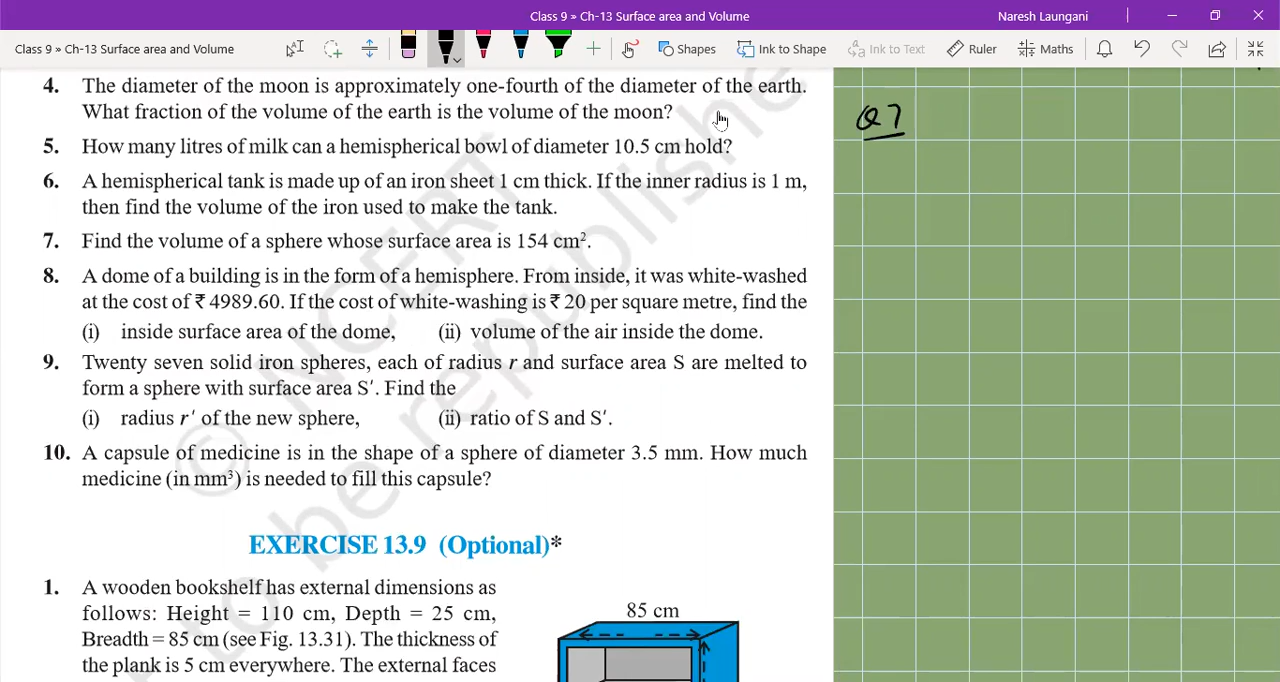 Class 9 » Ch-13 Surface area and Volume
Naresh Laungani
Class 9 » Ch-13 Surface area and Volume
Shapes
Ink to Shape
Ink to Text
Ruler
Maths
4. The diameter of the moon is approximately one-fourth of the diameter of the earth.
What fraction of the volume of the earth is the volume of the moon?
5. How many litres of milk can a hemispherical bowl of diameter 10.5 cm hold?
6. A hemispherical tank is made up of an iron sheet 1 cm thick. If the inner radius is 1 m,
then find the volume of the iron used to make the tank.
7. Find the volume of a sphere whose surface area is 154 cm².
8. A dome of a building is in the form of a hemisphere. From inside, it was white-washed
at the cost of ₹ 4989.60. If the cost of white-washing is ₹ 20 per square metre, find the
(i) inside surface area of the dome, (ii) volume of the air inside the dome.
9. Twenty seven solid iron spheres, each of radius r and surface area S are melted to
form a sphere with surface area S′. Find the
(i) radius r′ of the new sphere, (ii) ratio of S and S′.
10. A capsule of medicine is in the shape of a sphere of diameter 3.5 mm. How much
medicine (in mm³) is needed to fill this capsule?
EXERCISE 13.9 (Optional)*
1. A wooden bookshelf has external dimensions as
follows: Height = 110 cm, Depth = 25 cm,
Breadth = 85 cm (see Fig. 13.31). The thickness of
the plank is 5 cm everywhere. The external faces
85 cm
Q7
© NCERT
to be republished